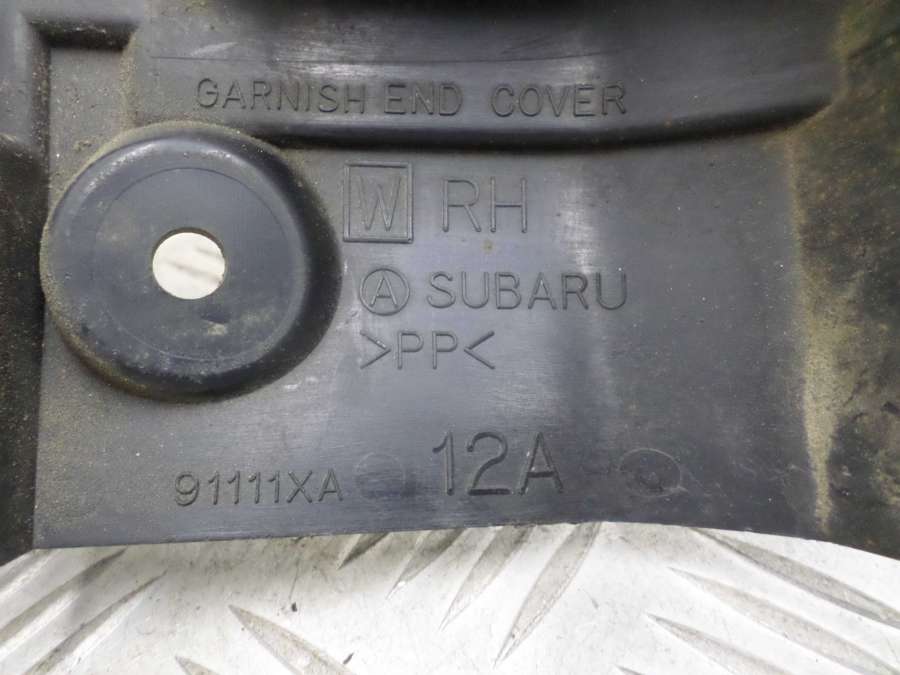 GARNISH END COVER
W RH
A SUBARU
>PP<
91111XA 12A